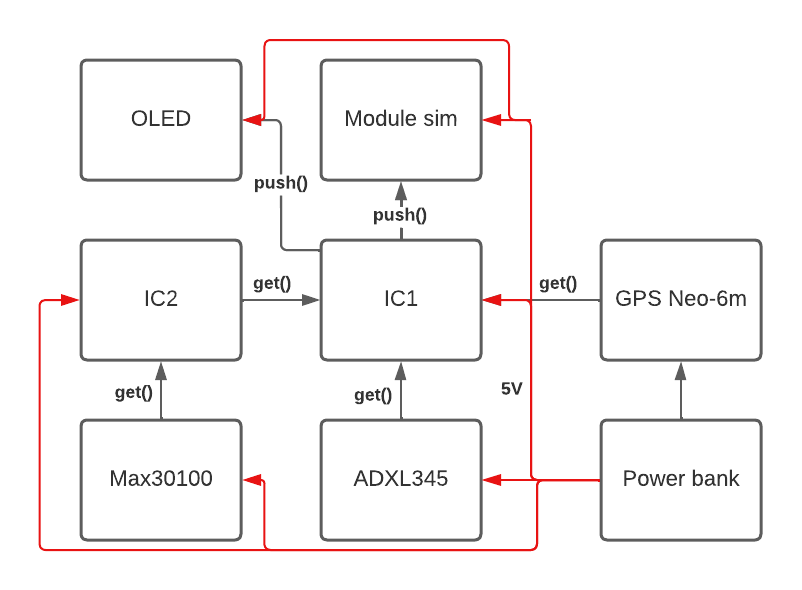 OLED
Module sim
push()
push()
IC2
get()
IC1
get()
GPS Neo-6m
get()
get()
5V
Max30100
ADXL345
Power bank